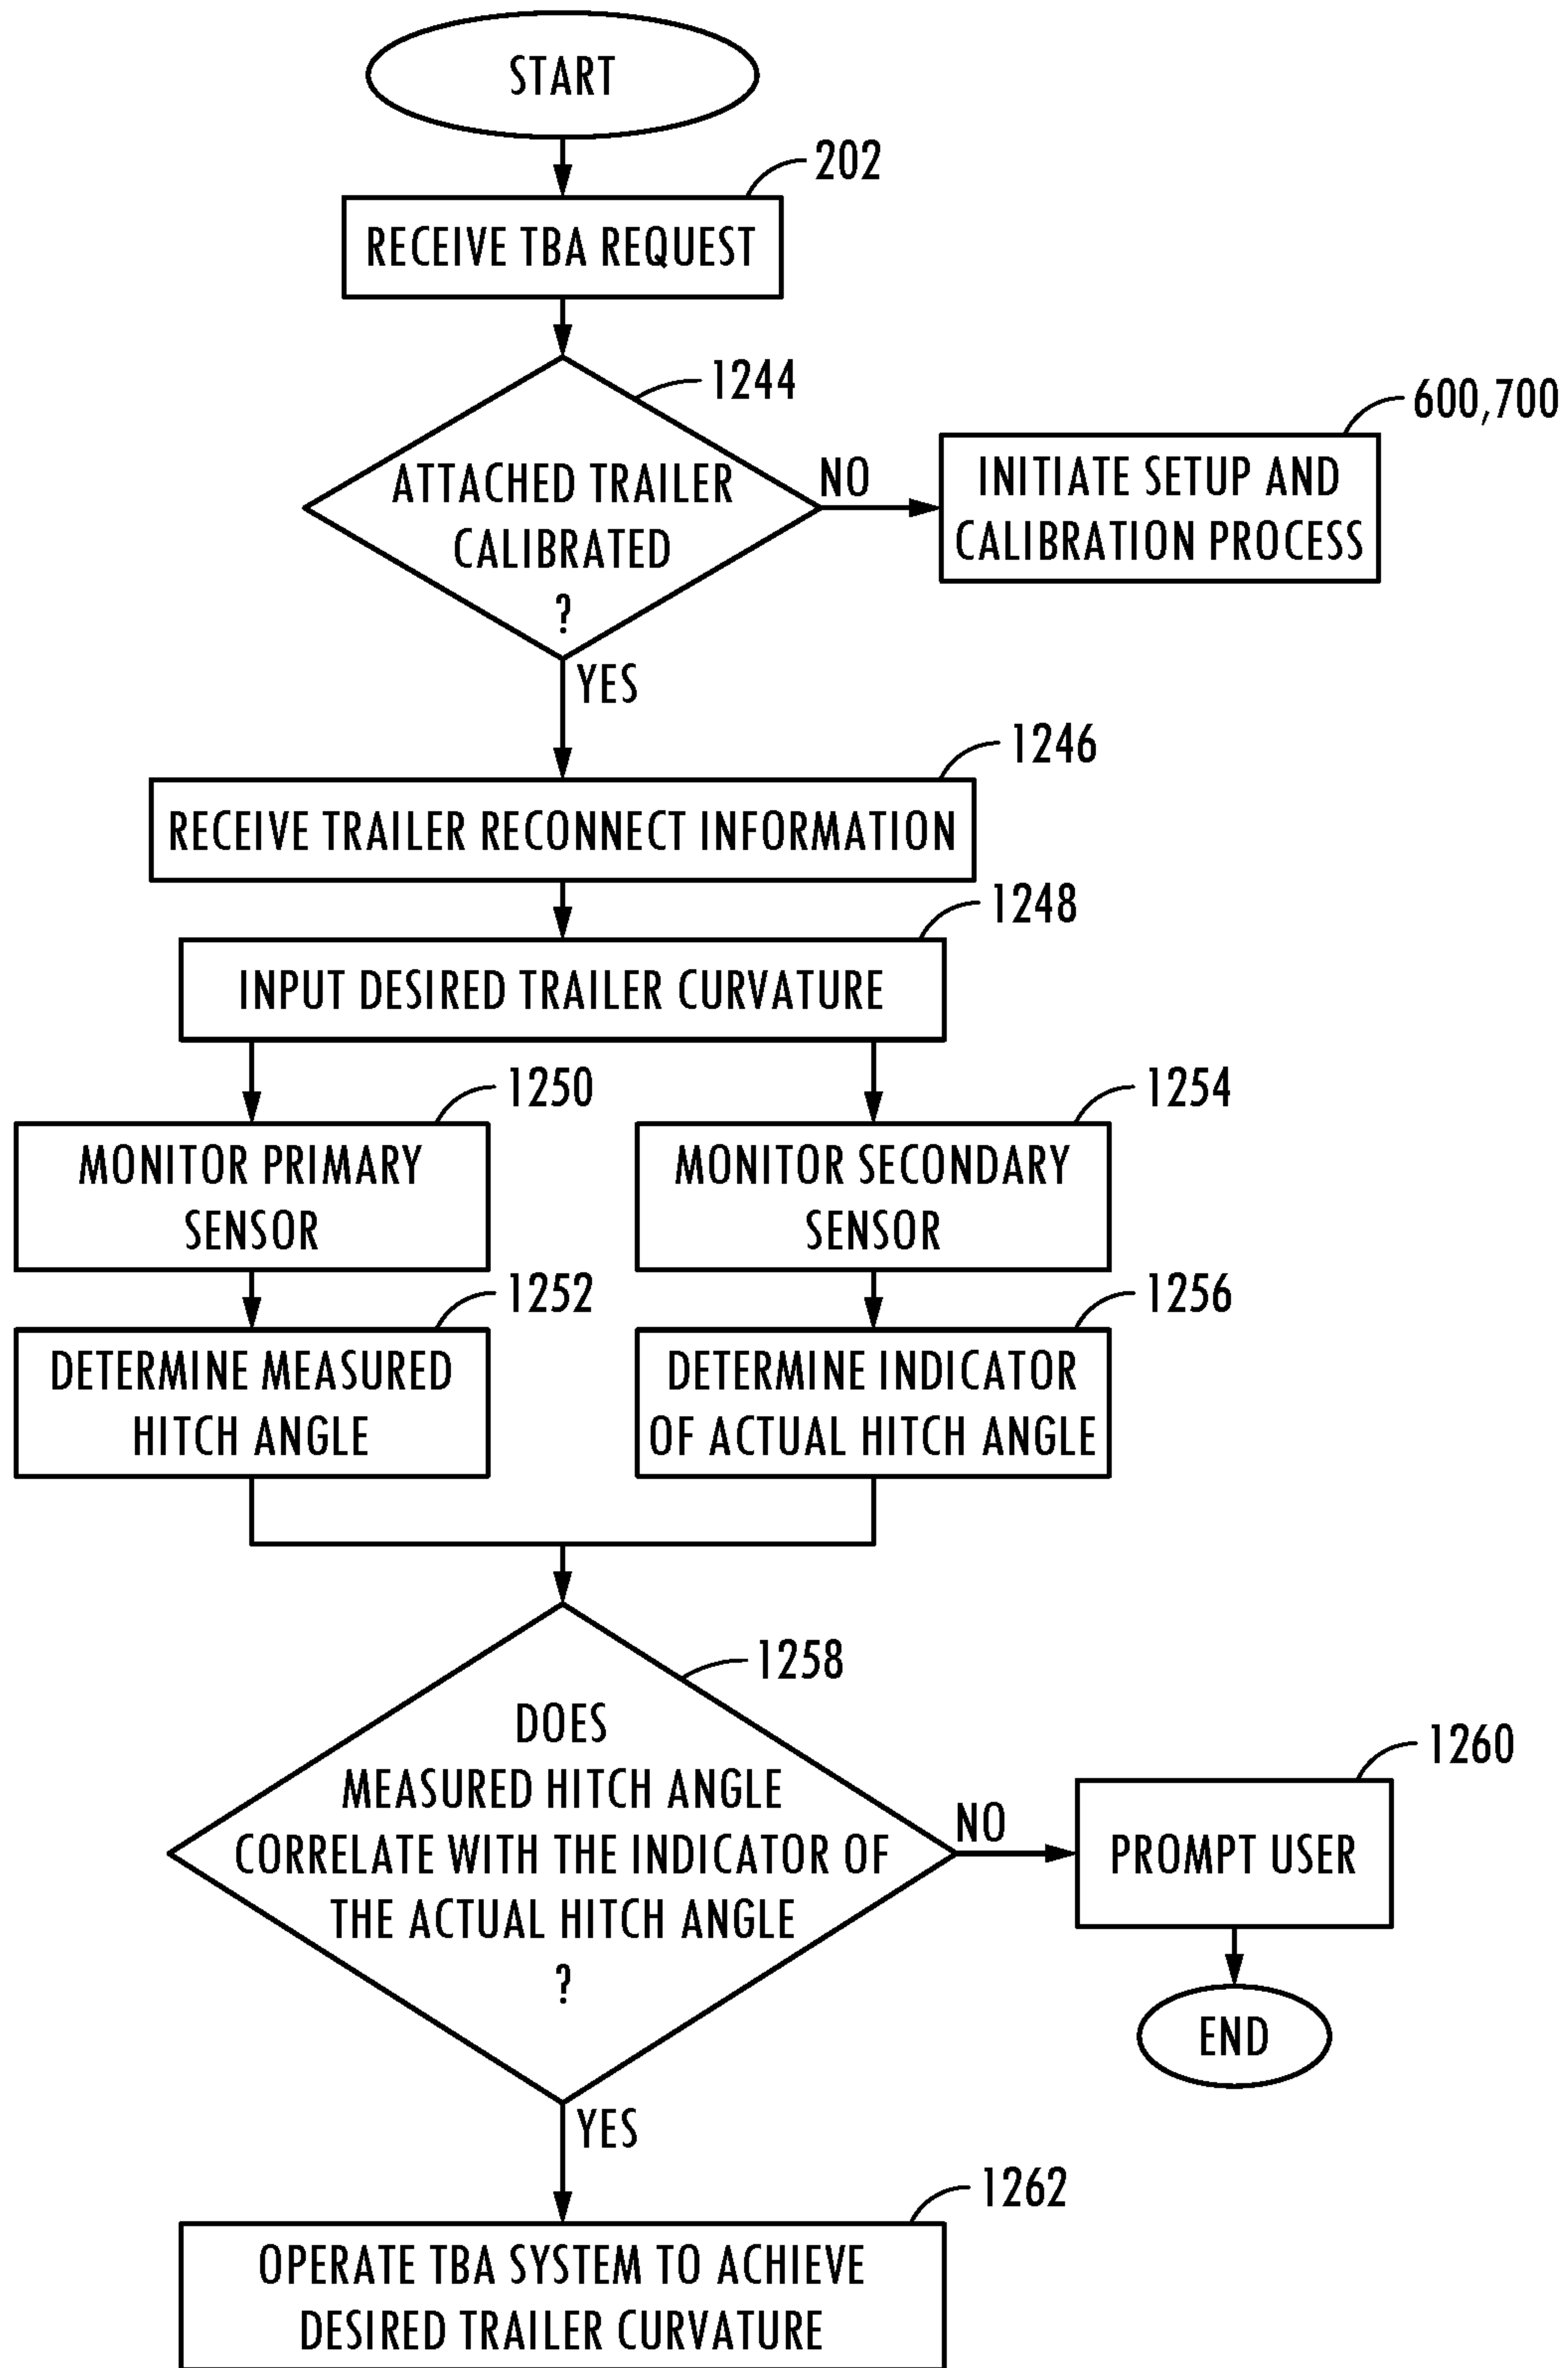 START
202
RECEIVE TBA REQUEST
1244
600,700
ATTACHED TRAILER
CALIBRATED
?
NO
INITIATE SETUP AND
CALIBRATION PROCESS
YES
1246
RECEIVE TRAILER RECONNECT INFORMATION
1248
INPUT DESIRED TRAILER CURVATURE
1250
MONITOR PRIMARY
SENSOR
1254
MONITOR SECONDARY
SENSOR
1252
DETERMINE MEASURED
HITCH ANGLE
1256
DETERMINE INDICATOR
OF ACTUAL HITCH ANGLE
1258
DOES
MEASURED HITCH ANGLE
CORRELATE WITH THE INDICATOR OF
THE ACTUAL HITCH ANGLE
?
NO
1260
PROMPT USER
END
YES
1262
OPERATE TBA SYSTEM TO ACHIEVE
DESIRED TRAILER CURVATURE